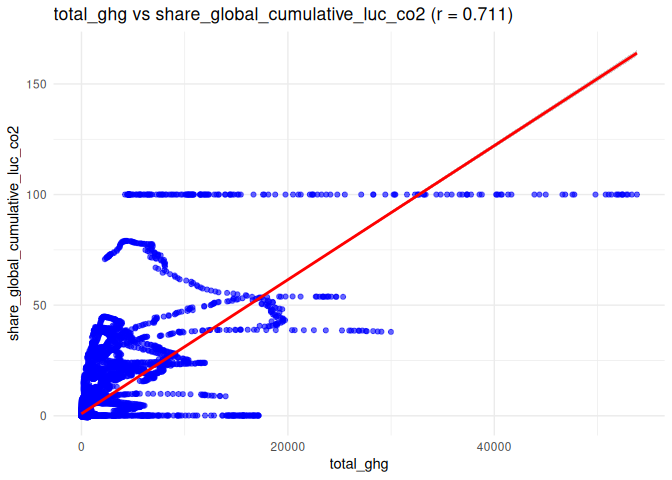 total_ghg vs share_global_cumulative_luc_co2 (r = 0.711)
share_global_cumulative_luc_co2
150
100
50
0
0 20000 40000
total_ghg